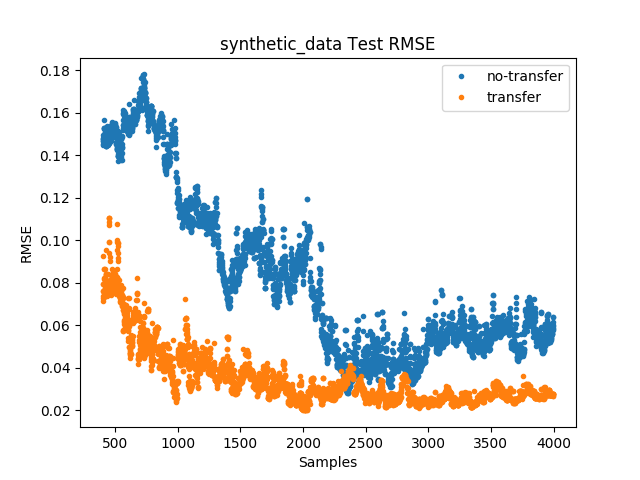 synthetic_data Test RMSE
no-transfer
transfer
RMSE
0.18
0.16
0.14
0.12
0.10
0.08
0.06
0.04
0.02
500 1000 1500 2000 2500 3000 3500 4000
Samples